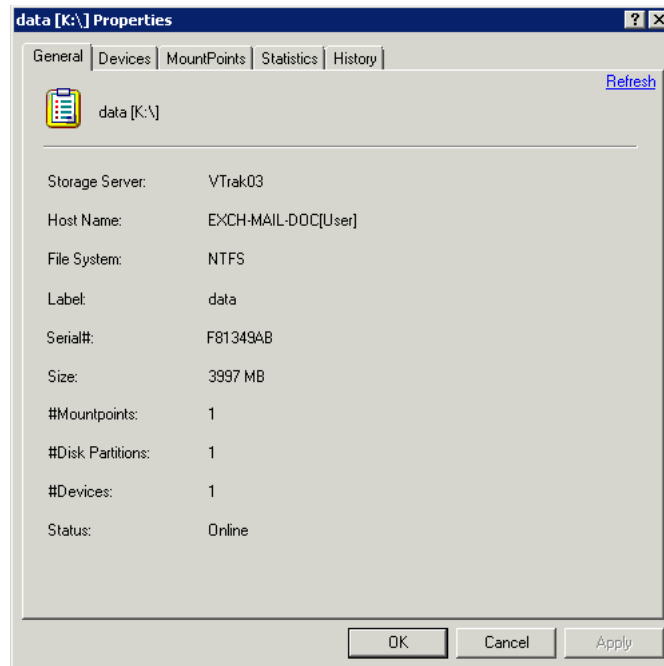 data [K:\] Properties
General Devices MountPoints Statistics History
Refresh
data [K:\]
Storage Server: VTrak03
Host Name: EXCH-MAIL-DOC[User]
File System: NTFS
Label: data
Serial#: F81349AB
Size: 3997 MB
#Mountpoints: 1
#Disk Partitions: 1
#Devices: 1
Status: Online
OK Cancel Apply